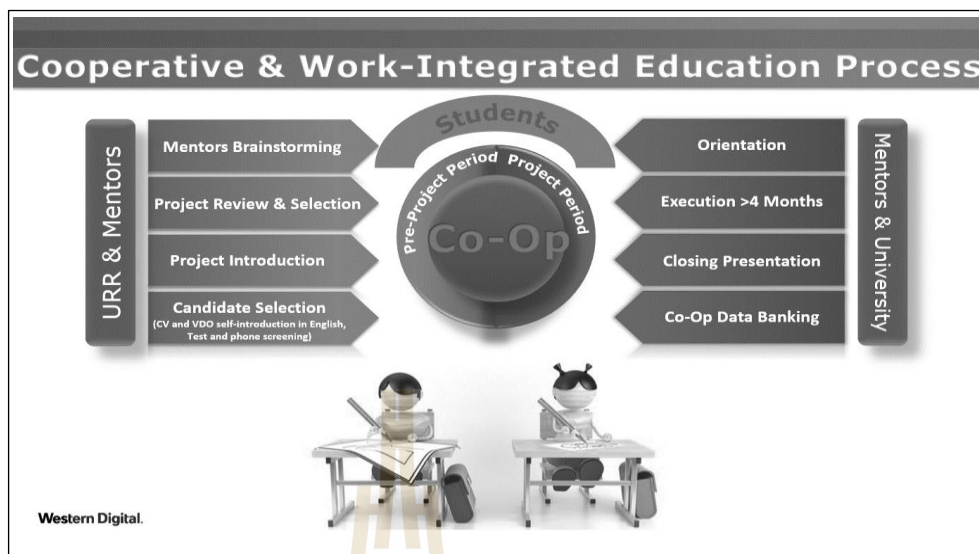 Cooperative & Work-Integrated Education Process
URR & Mentors
Mentors Brainstorming
Project Review & Selection
Project Introduction
Candidate Selection
(CV and VDO self-introduction in English,
Test and phone screening)
Students
Pre-Project Period
Project Period
Co-Op
Orientation
Execution >4 Months
Closing Presentation
Co-Op Data Banking
Mentors & University
Western Digital.